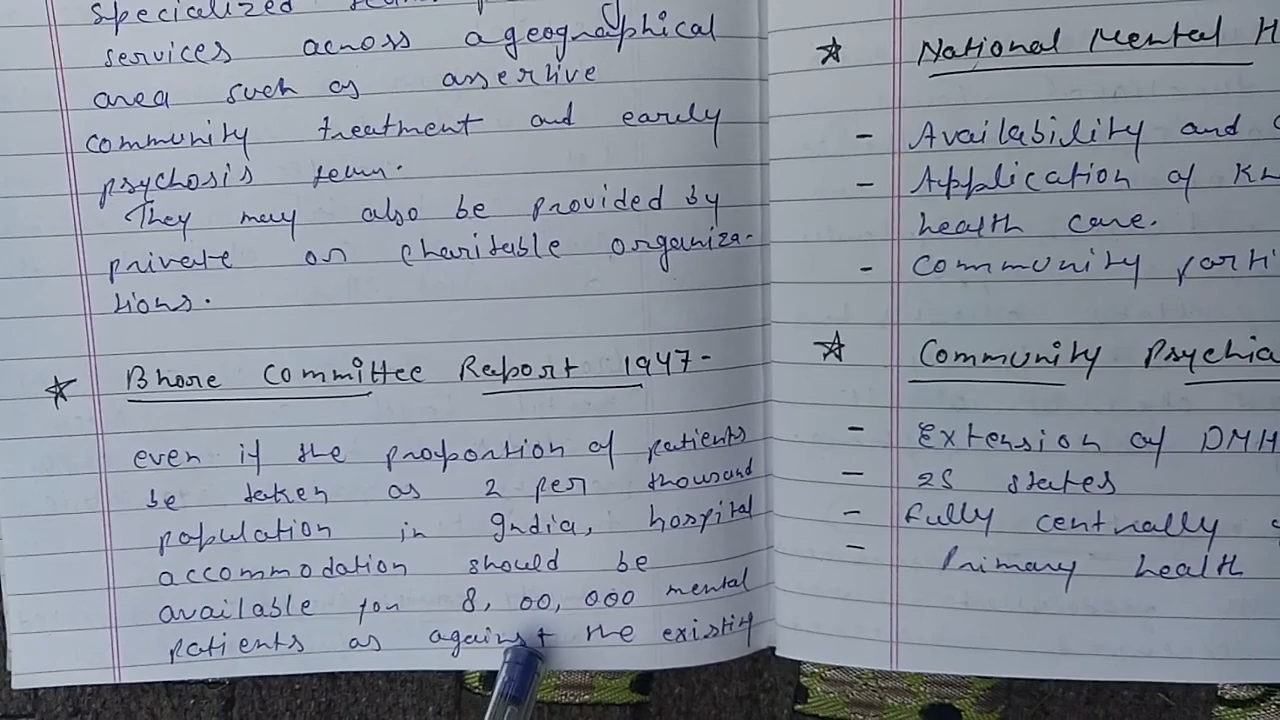 specialized
services across a geographical
area such as assertive
community treatment and early
psychosis team.
They may also be provided by
private or charitable organiza-
tions.
Bhore Committee Report 1947-
even if the proportion of patients
be taken as 2 per thousand
population in India, hospital
accommodation should be
available for 8,00,000 mental
patients as against the existing
National Mental H
- Availability and
- Application of Kn
health care.
- Community parti
Community Psychia
- Extension of DMH
- 25 states
- Fully centrally
- Primary health